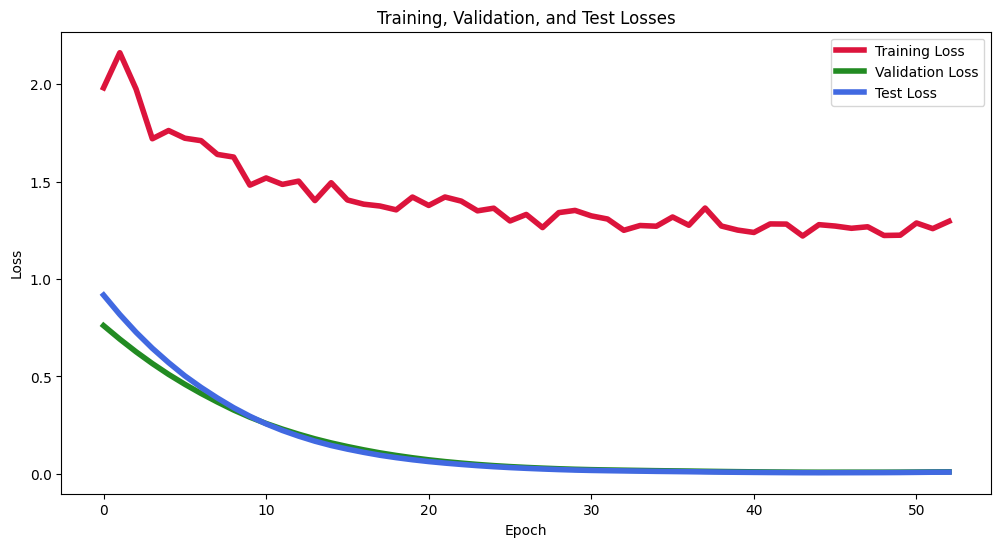 Training, Validation, and Test Losses
Training Loss
Validation Loss
Test Loss
2.0
1.5
1.0
0.5
0.0
Loss
0 10 20 30 40 50
Epoch